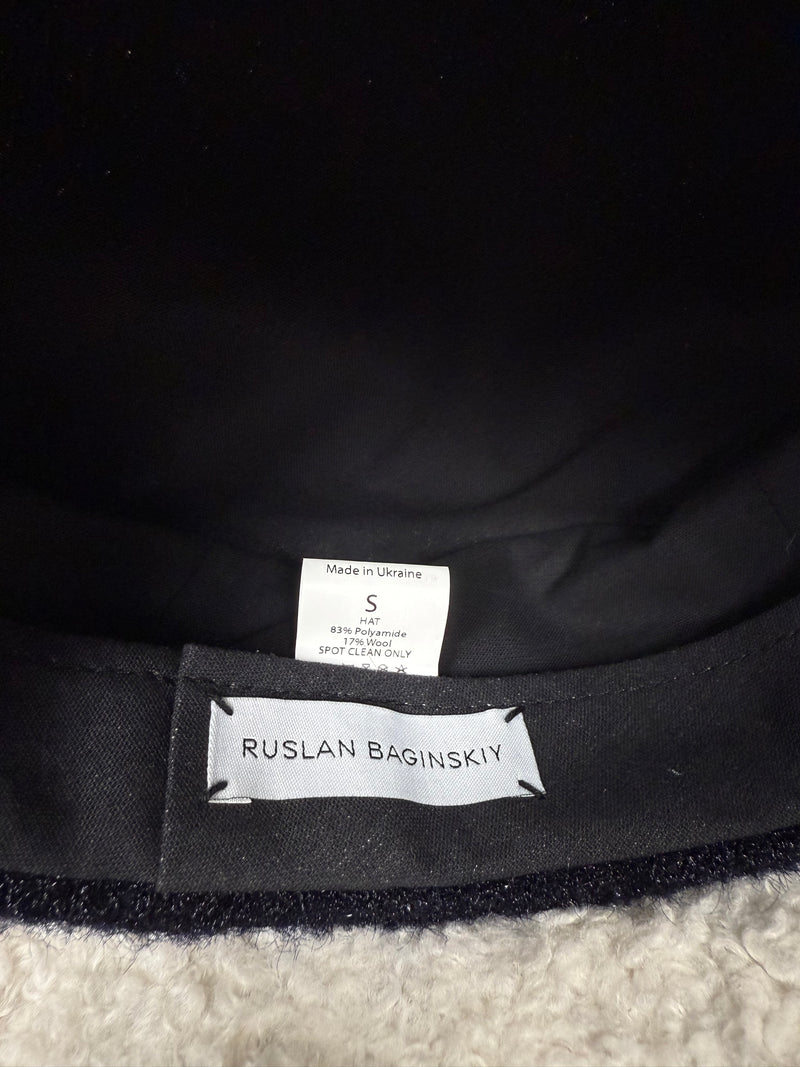 Made in Ukraine
S
HAT
83% Polyamide
17% Wool
SPOT CLEAN ONLY
RUSLAN BAGINSKIY